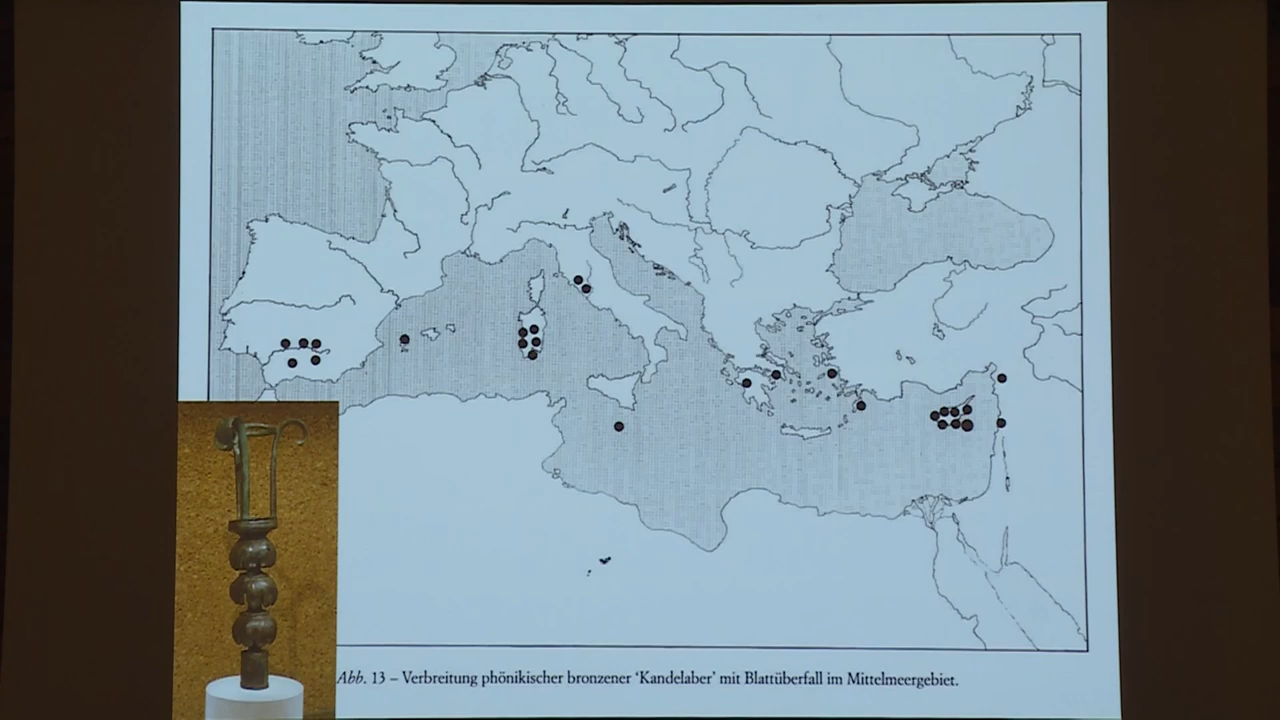 Abb. 13 – Verbreitung phönikischer bronzener ‘Kandelaber’ mit Blattüberfall im Mittelmeergebiet.